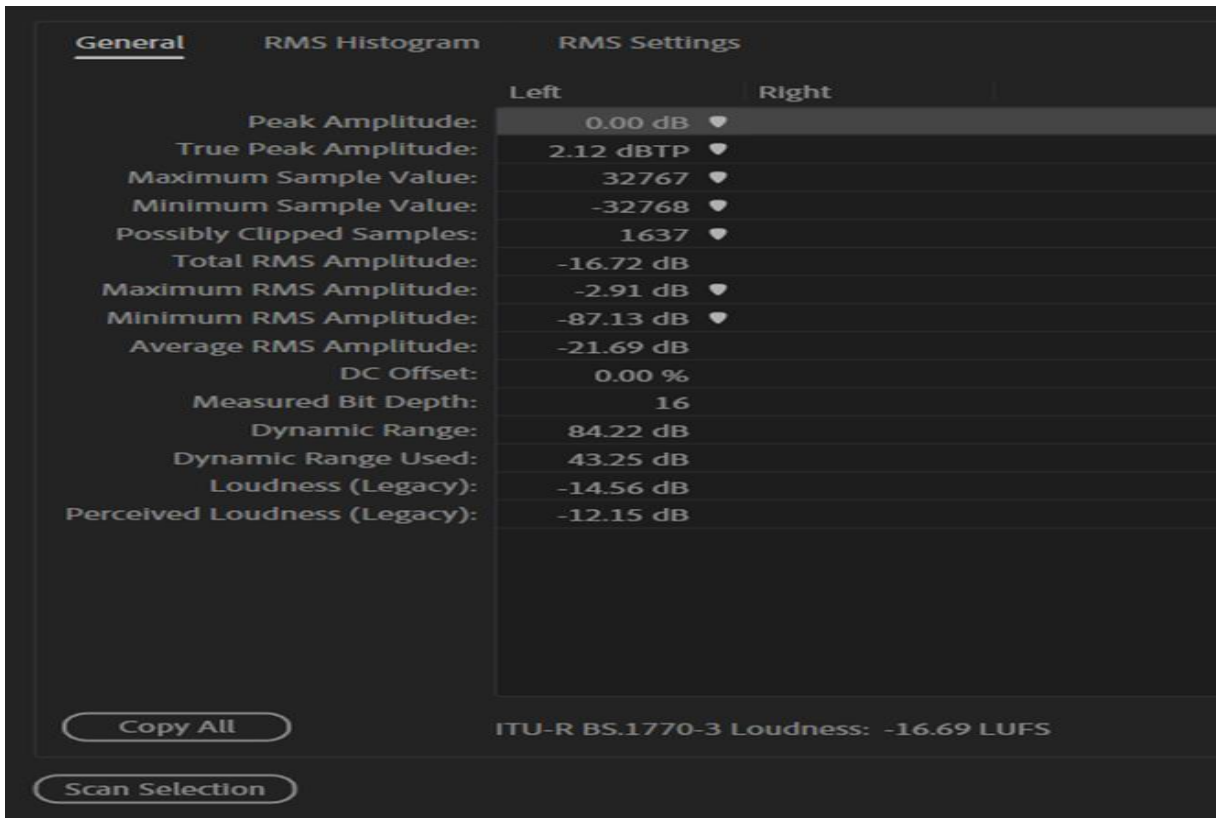 General RMS Histogram RMS Settings
Left Right
Peak Amplitude: 0.00 dB
True Peak Amplitude: 2.12 dBTP
Maximum Sample Value: 32767
Minimum Sample Value: -32768
Possibly Clipped Samples: 1637
Total RMS Amplitude: -16.72 dB
Maximum RMS Amplitude: -2.91 dB
Minimum RMS Amplitude: -87.13 dB
Average RMS Amplitude: -21.69 dB
DC Offset: 0.00 %
Measured Bit Depth: 16
Dynamic Range: 84.22 dB
Dynamic Range Used: 43.25 dB
Loudness (Legacy): -14.56 dB
Perceived Loudness (Legacy): -12.15 dB
Copy All ITU-R BS.1770-3 Loudness: -16.69 LUFS
Scan Selection